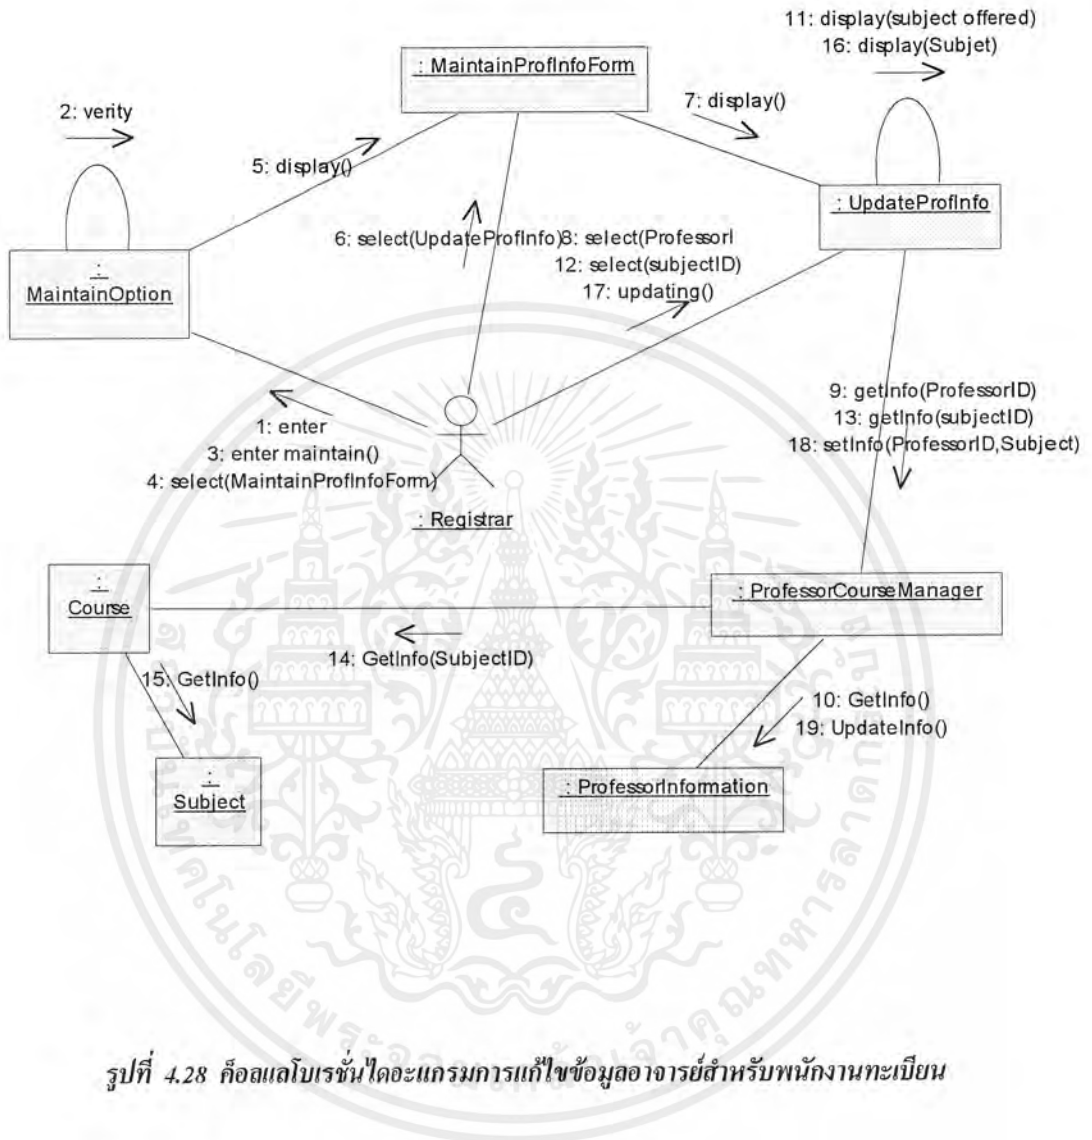 11: display(subject offered)
16: display(Subjet)
: MaintainProfInfoForm
2: verity
7: display()
5: display()
: UpdateProfInfo
6: select(UpdateProfInfo)
8: select(ProfessorI
12: select(subjectID)
17: updating()
:
MaintainOption
9: getInfo(ProfessorID)
13: getInfo(subjectID)
18: setInfo(ProfessorID,Subject)
1: enter
3: enter maintain()
4: select(MaintainProfInfoForm)
: Registrar
:
Course
: ProfessorCourseManager
14: GetInfo(SubjectID)
15: GetInfo()
10: GetInfo()
19: UpdateInfo()
:
Subject
: ProfessorInformation
รูปที่ 4.28 ค็อลแลโบเรชั่นไดอะแกรมการแก้ไขข้อมูลอาจารย์สำหรับพนักงานทะเบียน